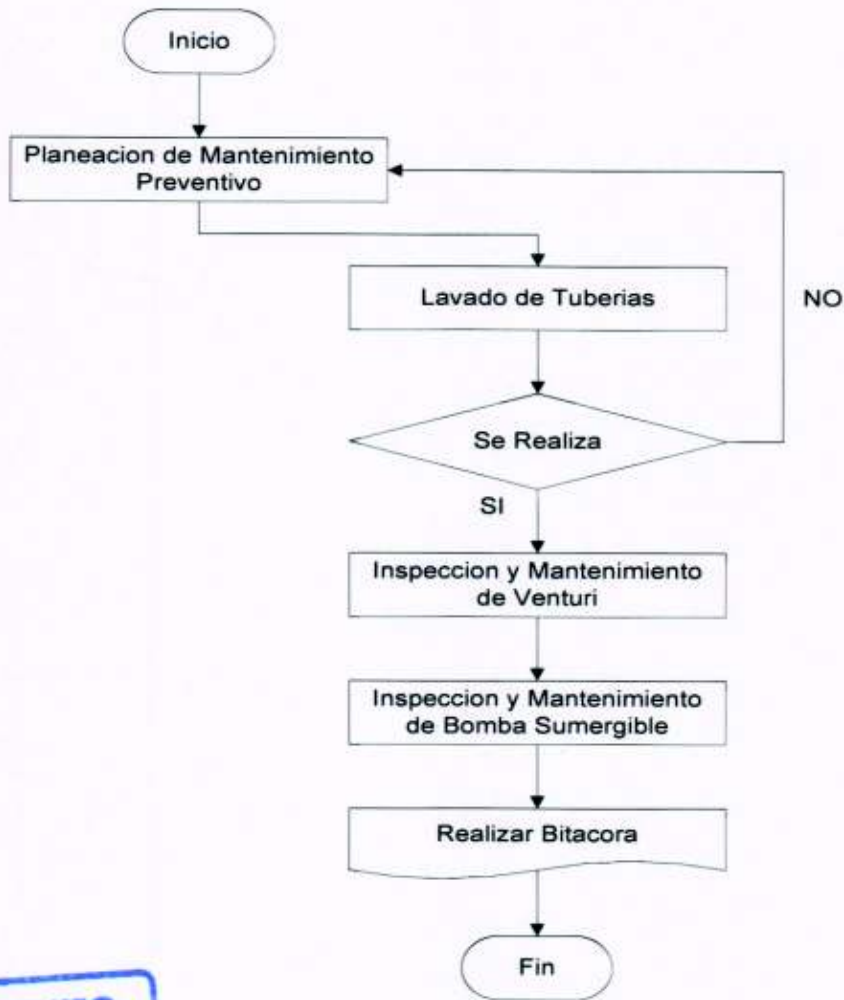 Inicio
Planeacion de Mantenimiento
Preventivo
Lavado de Tuberias
NO
Se Realiza
SI
Inspeccion y Mantenimiento
de Venturi
Inspeccion y Mantenimiento
de Bomba Sumergible
Realizar Bitacora
Fin